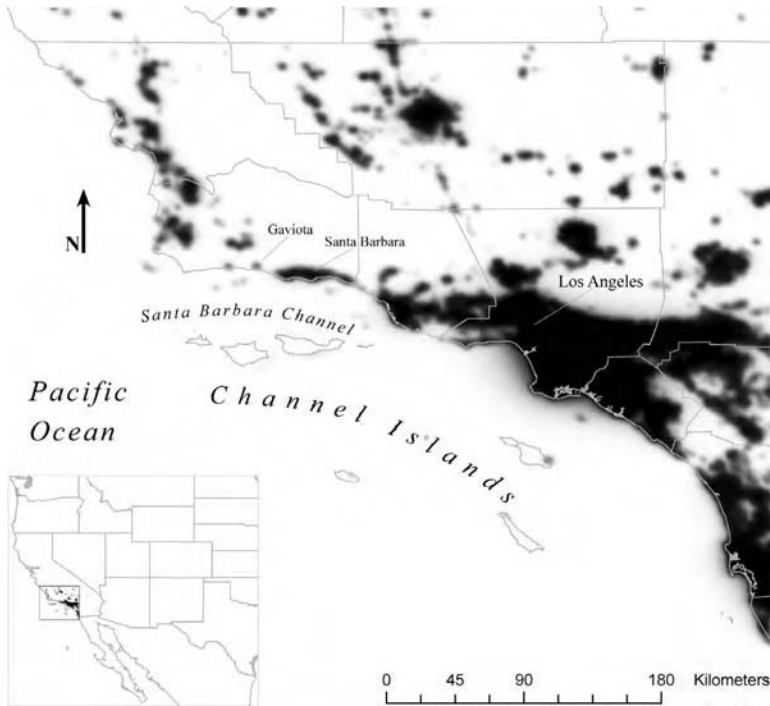 N
Gaviota
Santa Barbara
Los Angeles
Santa Barbara Channel
Pacific
Ocean
Channel Islands
0 45 90 180 Kilometers